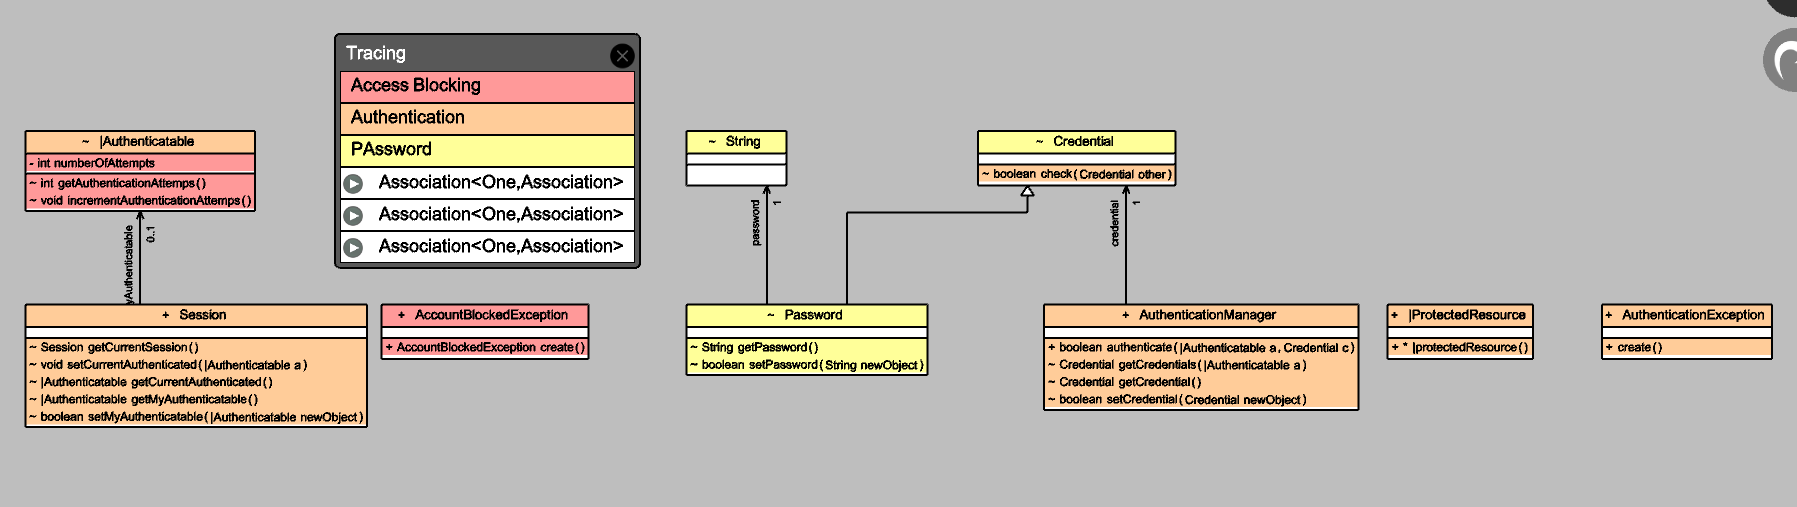 Tracing
Access Blocking
Authentication
PAssword
Association<One,Association>
Association<One,Association>
Association<One,Association>
~ |Authenticatable
- int numberOfAttempts
~ int getAuthenticationAttemps()
~ void incrementAuthenticationAttemps()
yAuthenticatable
0..1
+ Session
~ Session getCurrentSession()
~ void setCurrentAuthenticated(|Authenticatable a)
~ |Authenticatable getCurrentAuthenticated()
~ |Authenticatable getMyAuthenticatable()
~ boolean setMyAuthenticatable(|Authenticatable newObject)
+ AccountBlockedException
+ AccountBlockedException create()
~ String
password
1
~ Password
~ String getPassword()
~ boolean setPassword(String newObject)
~ Credential
~ boolean check(Credential other)
credential
1
+ AuthenticationManager
+ boolean authenticate(|Authenticatable a, Credential c)
~ Credential getCredentials(|Authenticatable a)
~ Credential getCredential()
~ boolean setCredential(Credential newObject)
+ |ProtectedResource
+ * |protectedResource()
+ AuthenticationException
+ create()